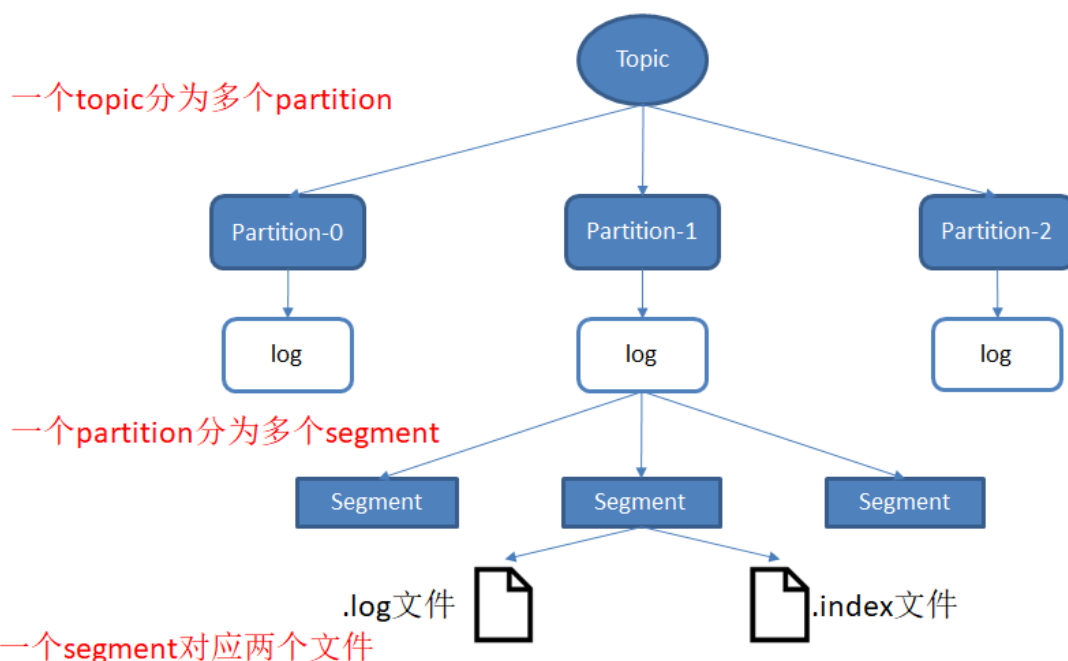 Topic
一个topic分为多个partition
Partition-0
Partition-1
Partition-2
log
log
log
一个partition分为多个segment
Segment
Segment
Segment
.log文件
.index文件
一个segment对应两个文件